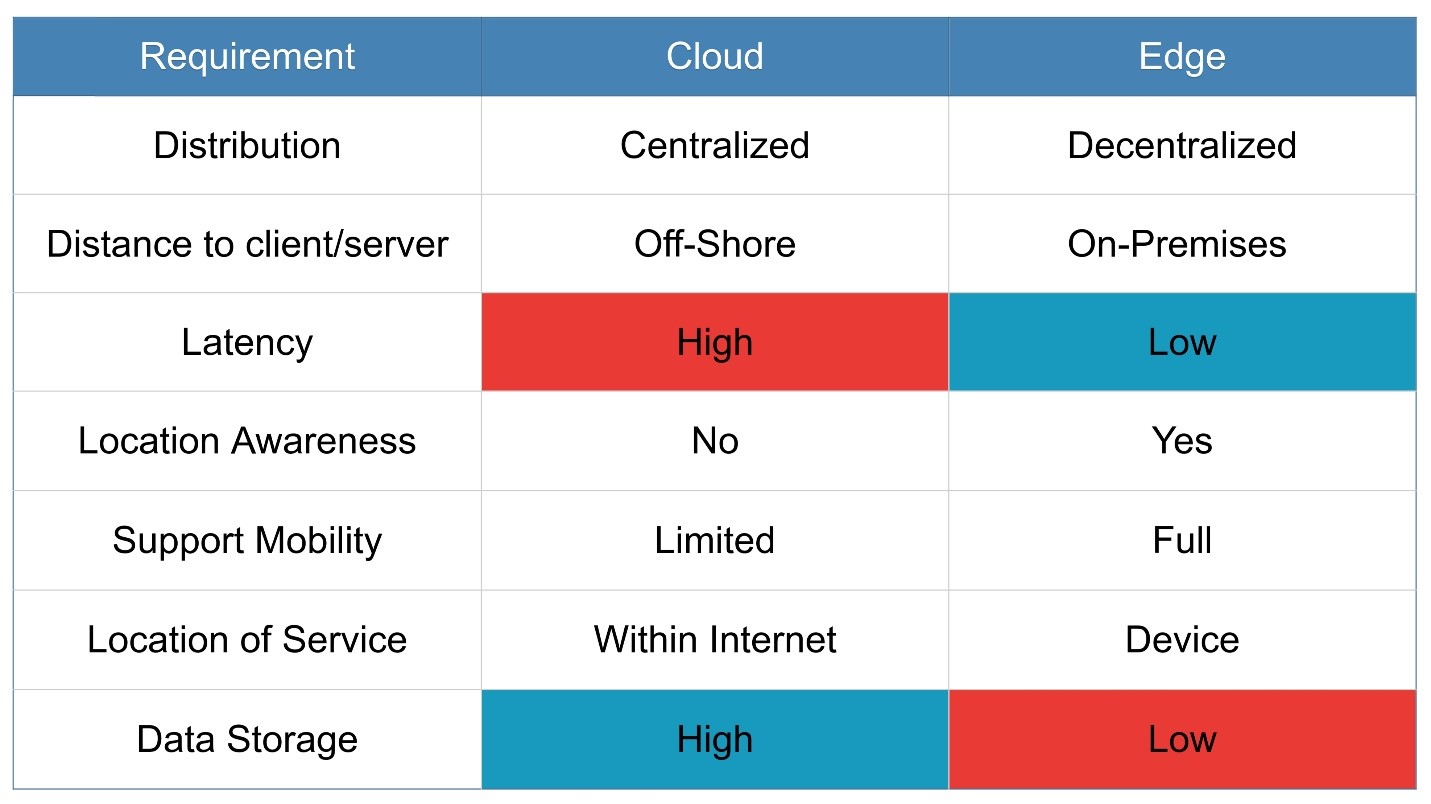 Requirement Cloud Edge
Distribution Centralized Decentralized
Distance to client/server Off-Shore On-Premises
Latency High Low
Location Awareness No Yes
Support Mobility Limited Full
Location of Service Within Internet Device
Data Storage High Low